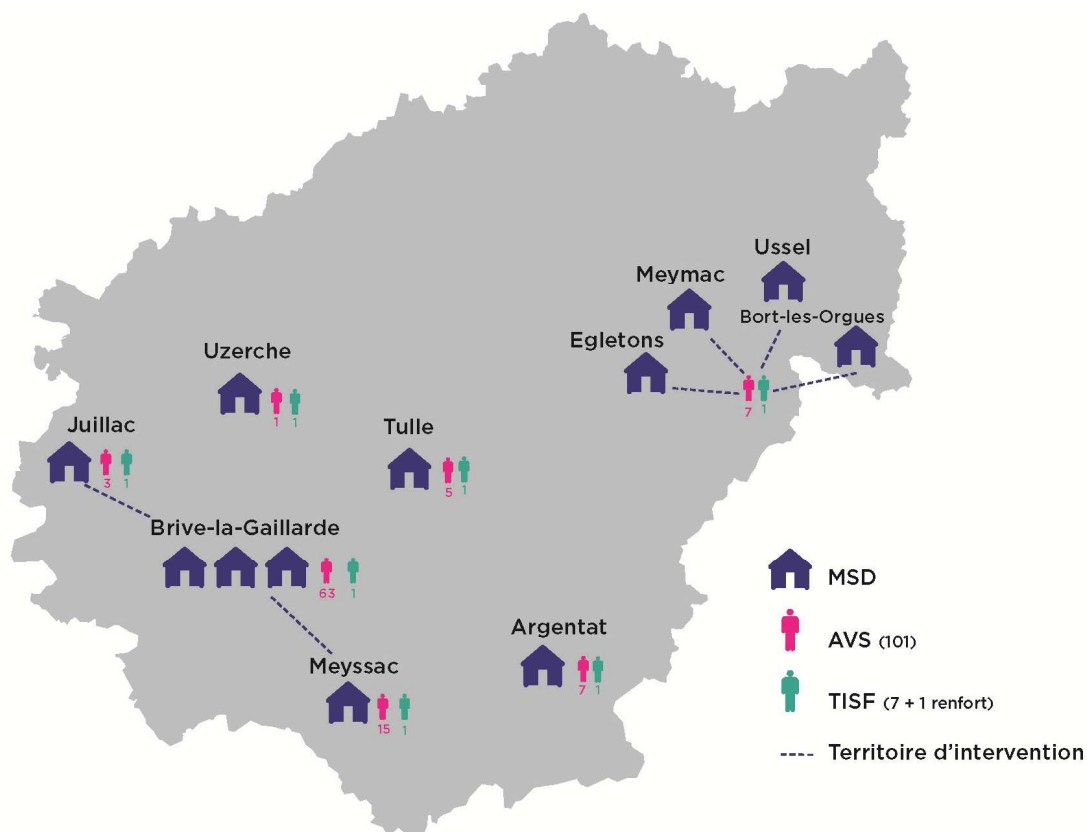 Ussel
Meymac
Bort-les-Orgues
Egletons
7 1
Uzerche
1 1
Juillac
3 1
Tulle
5 1
Brive-la-Gaillarde
63 1
Argentat
7 1
Meyssac
15 1
MSD
AVS (101)
TISF (7 + 1 renfort)
Territoire d'intervention